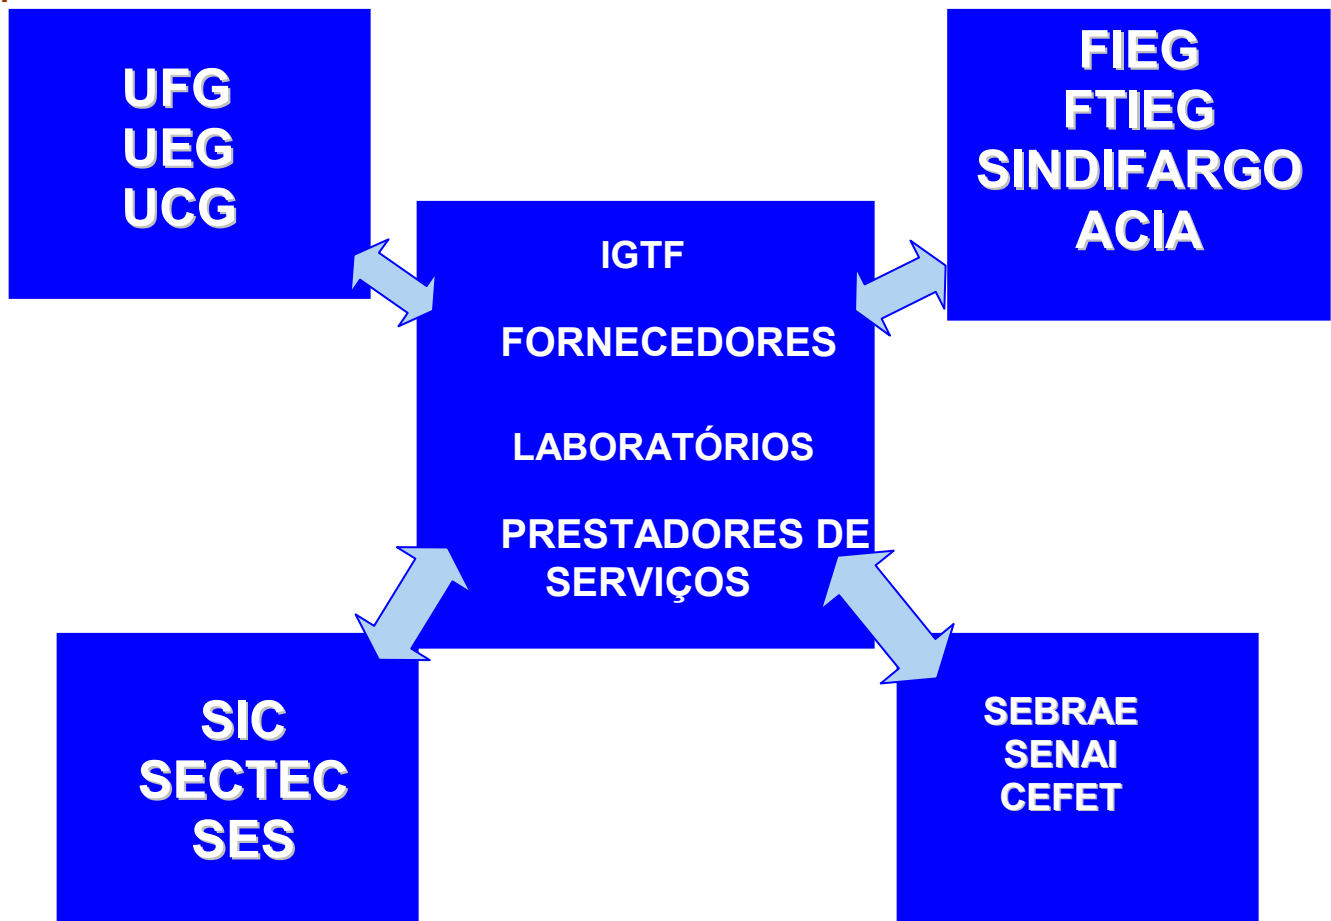 UFG
UEG
UCG
FIEG
FTIEG
SINDIFARGO
ACIA
IGTF
FORNECEDORES
LABORATÓRIOS
PRESTADORES DE
SERVIÇOS
SIC
SECTEC
SES
SEBRAE
SENAI
CEFET